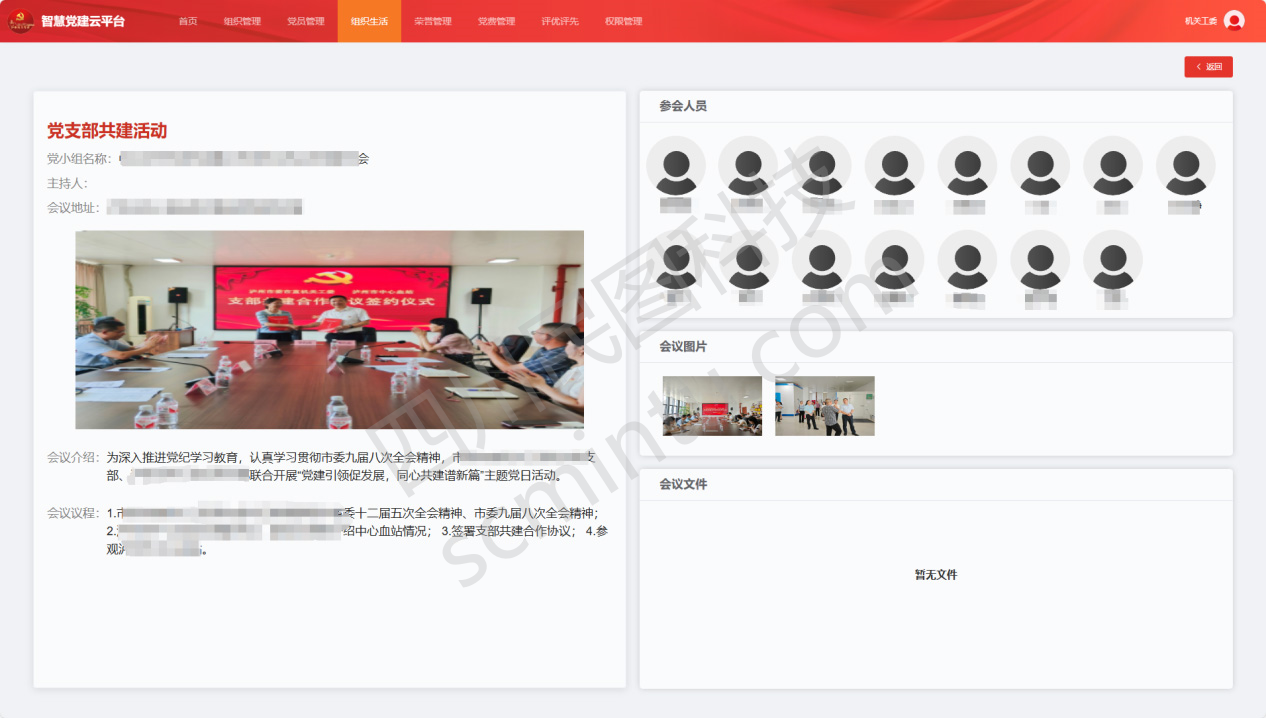 智慧党建云平台
首页 组织管理 党员管理 组织生活 荣誉管理 党费管理 评优评先 权限管理
机关工委
返回
党支部共建活动
党小组名称：
会
主持人：
会议地址：
支部共建合作协议签约仪式
会议介绍：为深入推进党纪学习教育，认真学习贯彻市委九届八次全会精神，市
支
部、
联合开展"党建引领促发展，同心共建谱新篇"主题党日活动。
会议议程：1.市
委十二届五次全会精神、市委九届八次全会精神；
2.
绍中心血站情况； 3.签署支部共建合作协议； 4.参
观
。
参会人员
会议图片
会议文件
暂无文件
四川民图科技
scmintu.com